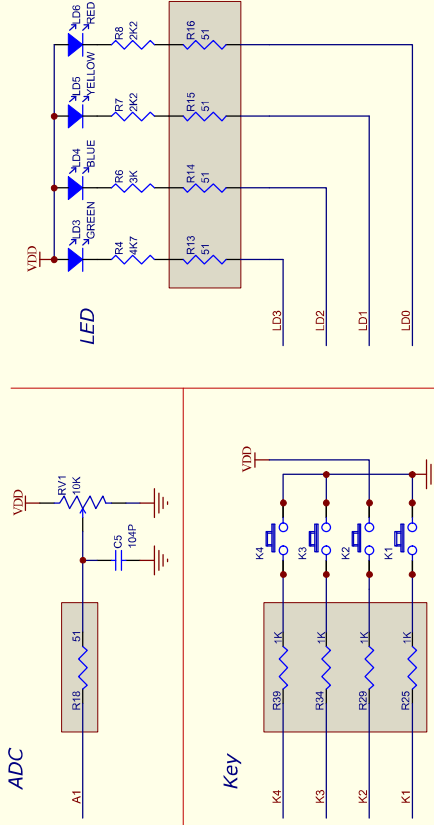 ADC
VDD
RV1
10K
R18 51
A1
C5
104P
Key
VDD
K4 R39 1K K4
K3 R34 1K K3
K2 R29 1K K2
K1 R25 1K K1
LED
VDD
LD3
GREEN
LD4
BLUE
LD5
YELLOW
LD6
RED
R4
4K7
R6
3K
R7
2K2
R8
2K2
R13
51
R14
51
R15
51
R16
51
LD3
LD2
LD1
LD0